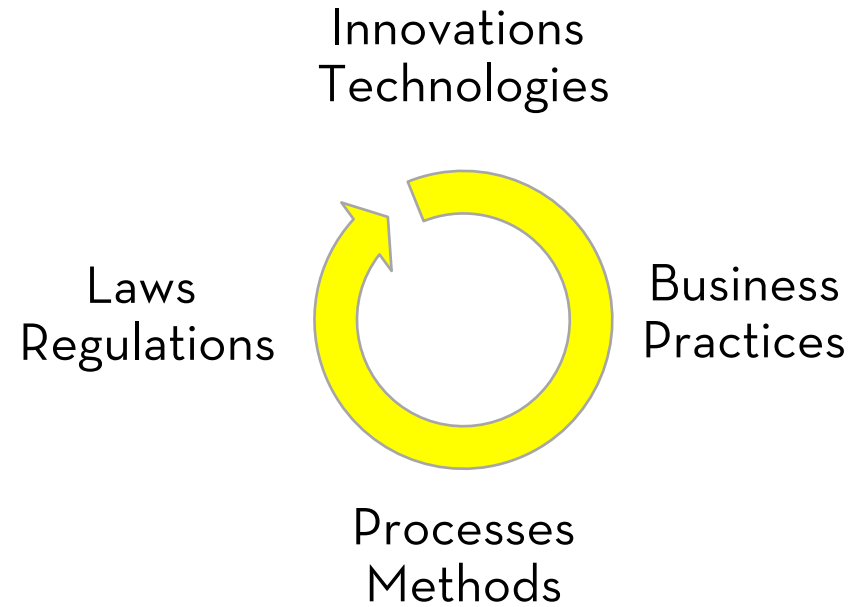 Innovations
Technologies
Business
Practices
Processes
Methods
Laws
Regulations